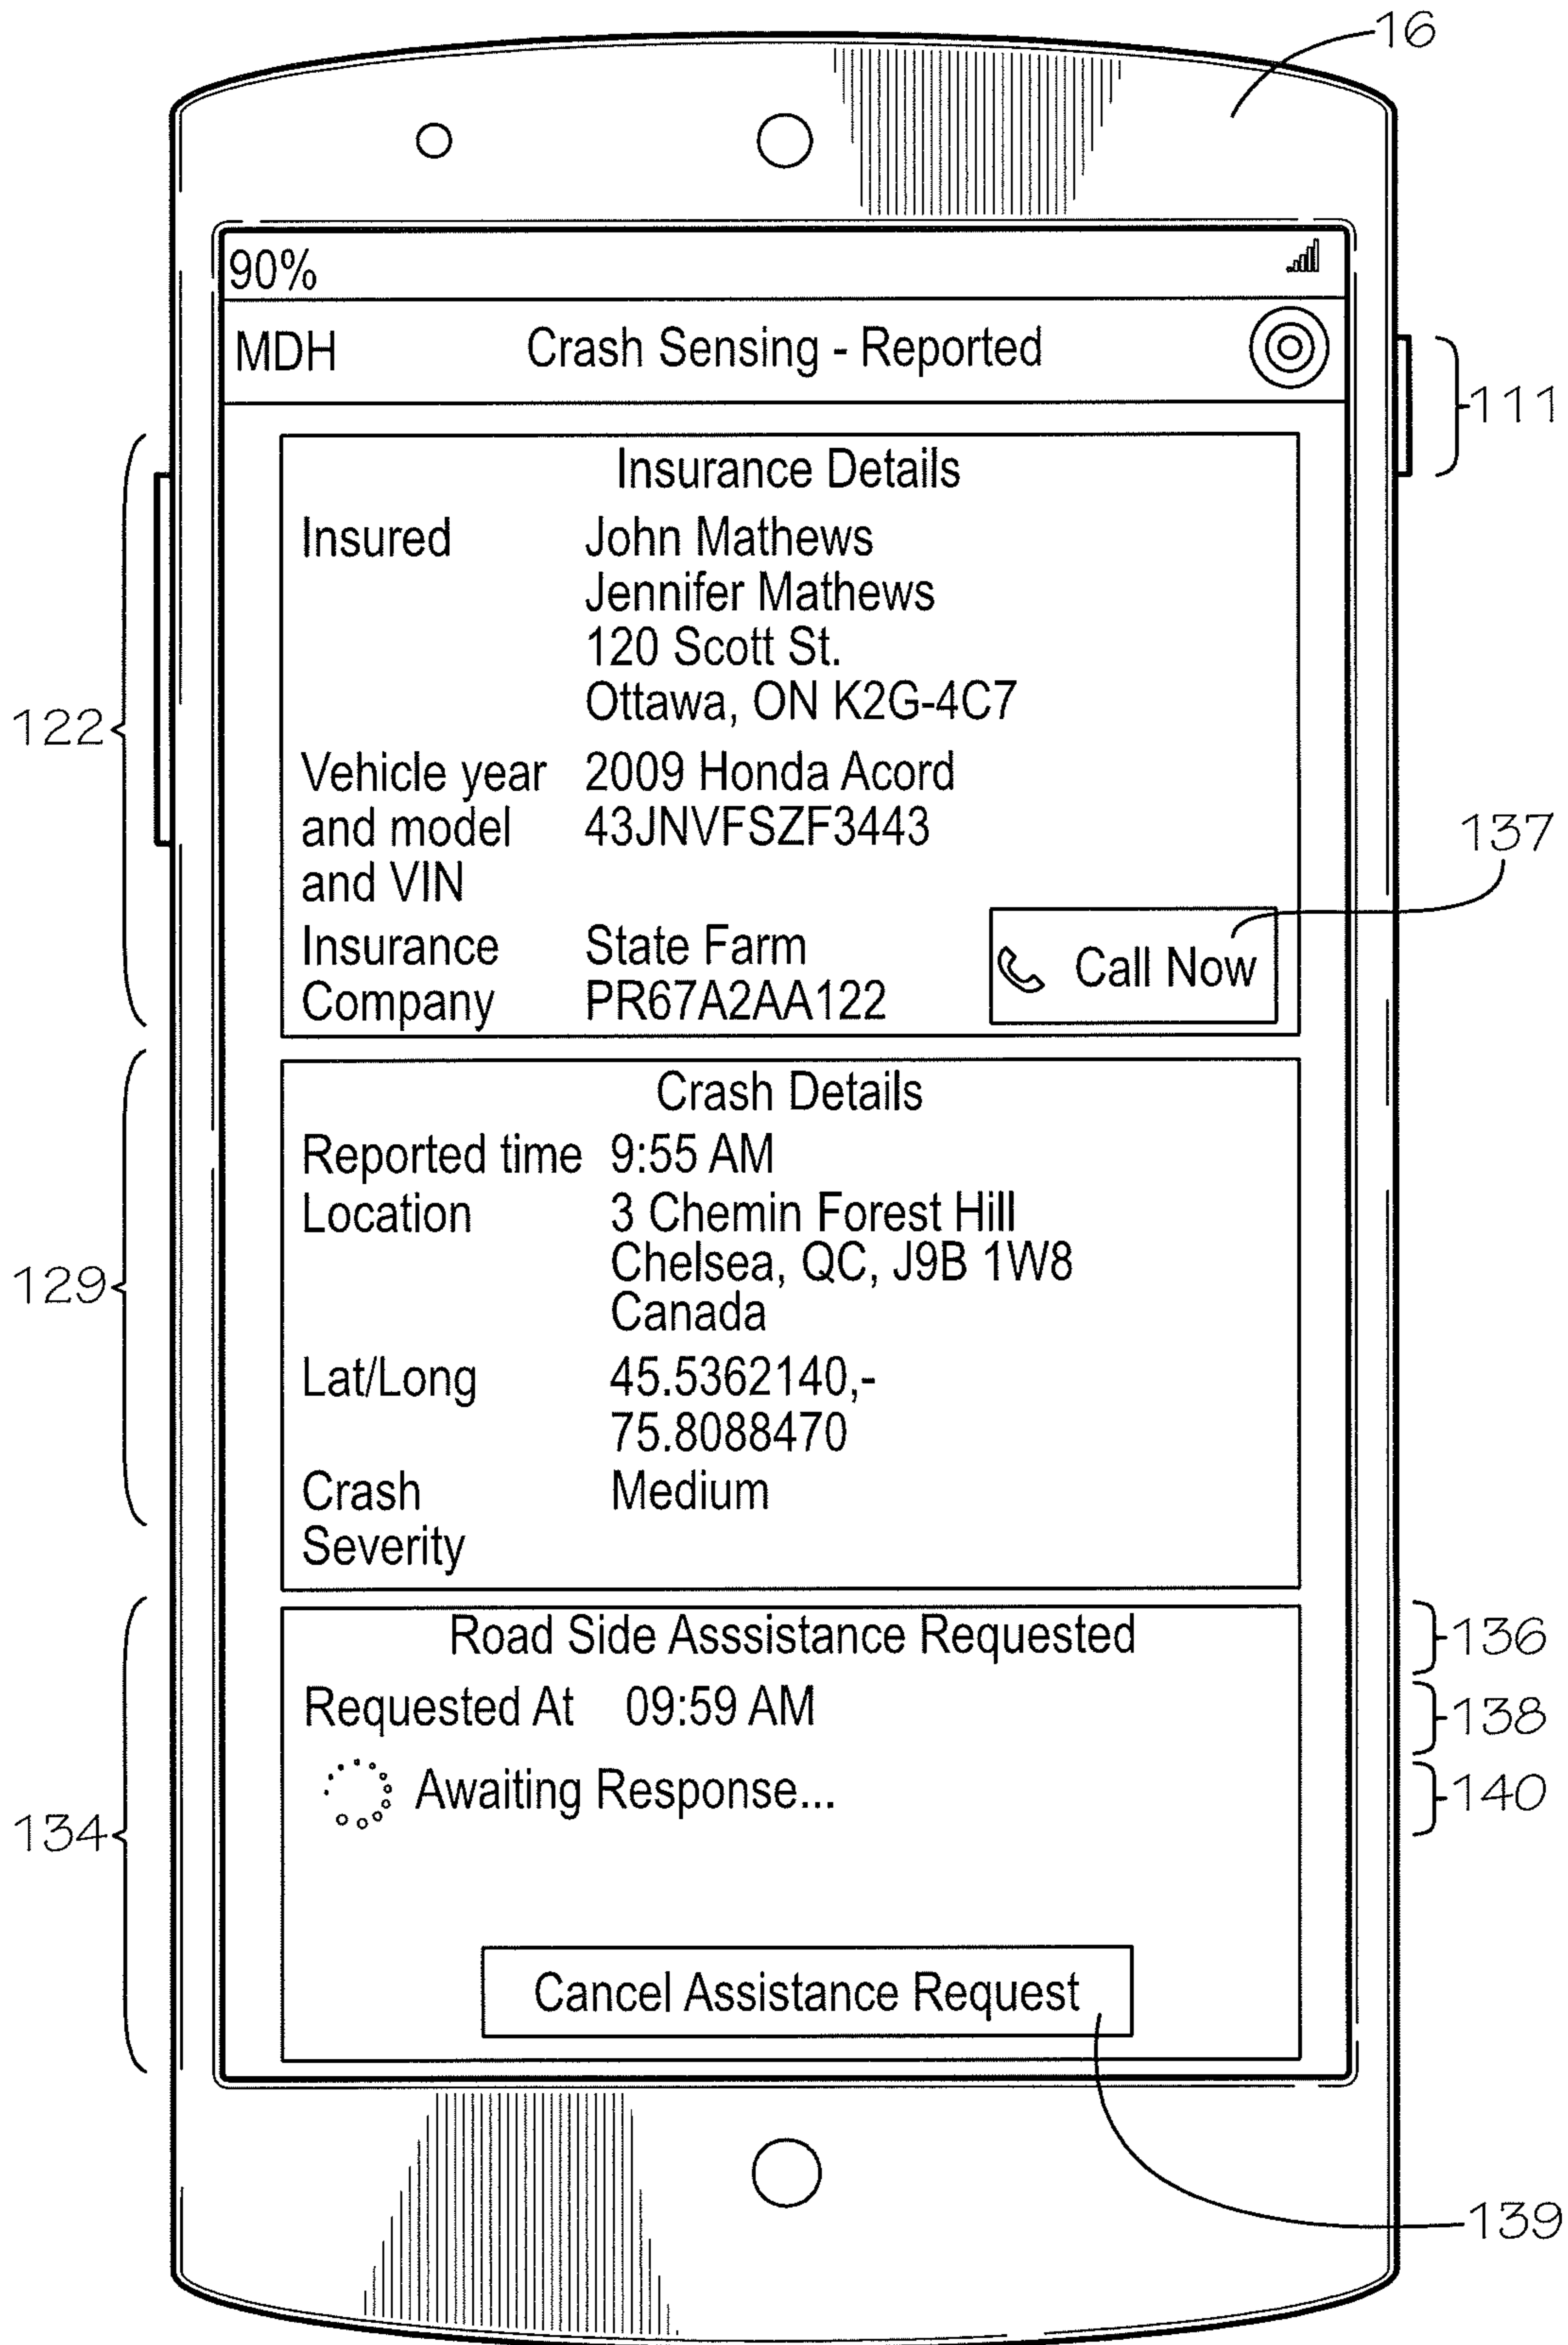 16
90%
MDH Crash Sensing - Reported
111
Insurance Details
Insured John Mathews
Jennifer Mathews
120 Scott St.
Ottawa, ON K2G-4C7
122
Vehicle year 2009 Honda Acord
and model 43JNVFSZF3443
and VIN
137
Insurance State Farm
Company PR67A2AA122
Call Now
Crash Details
Reported time 9:55 AM
Location 3 Chemin Forest Hill
Chelsea, QC, J9B 1W8
Canada
129
Lat/Long 45.5362140,-
75.8088470
Crash Medium
Severity
Road Side Asssistance Requested
136
Requested At 09:59 AM
138
Awaiting Response...
140
134
Cancel Assistance Request
139